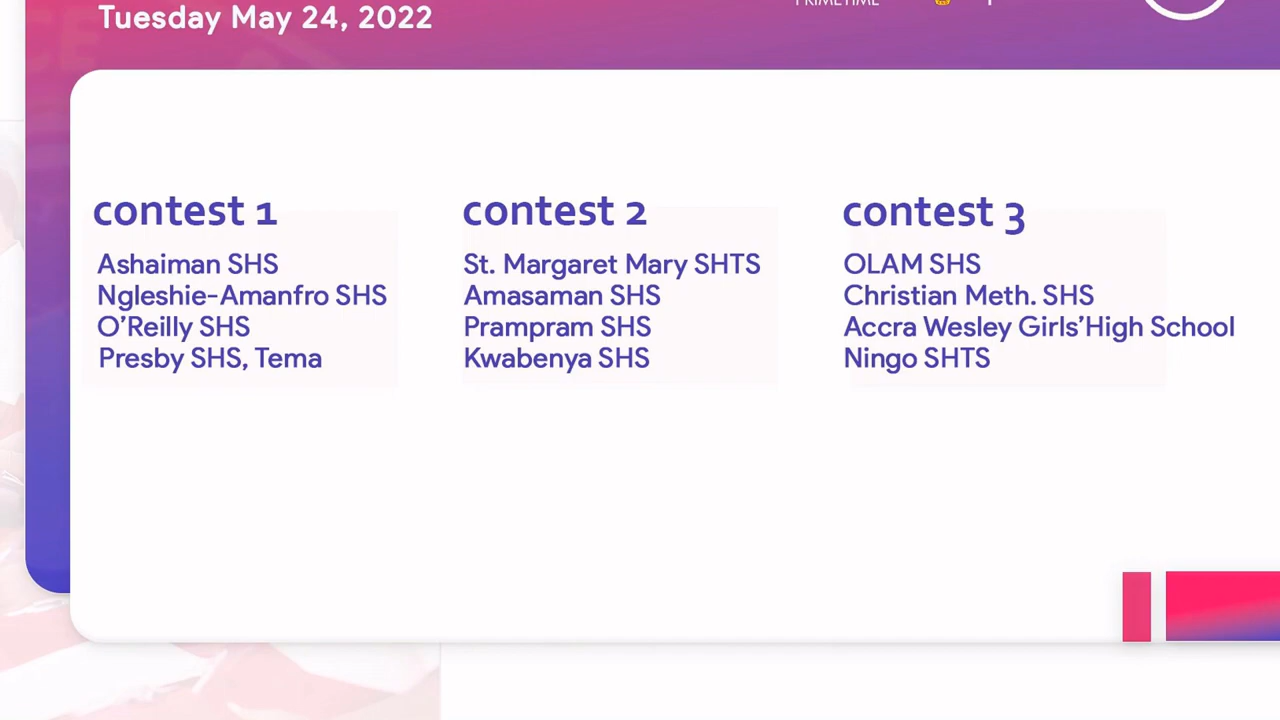 Tuesday May 24, 2022
PRIMETIME
contest 1
Ashaiman SHS
Ngleshie-Amanfro SHS
O’Reilly SHS
Presby SHS, Tema
contest 2
St. Margaret Mary SHTS
Amasaman SHS
Prampram SHS
Kwabenya SHS
contest 3
OLAM SHS
Christian Meth. SHS
Accra Wesley Girls’High School
Ningo SHTS